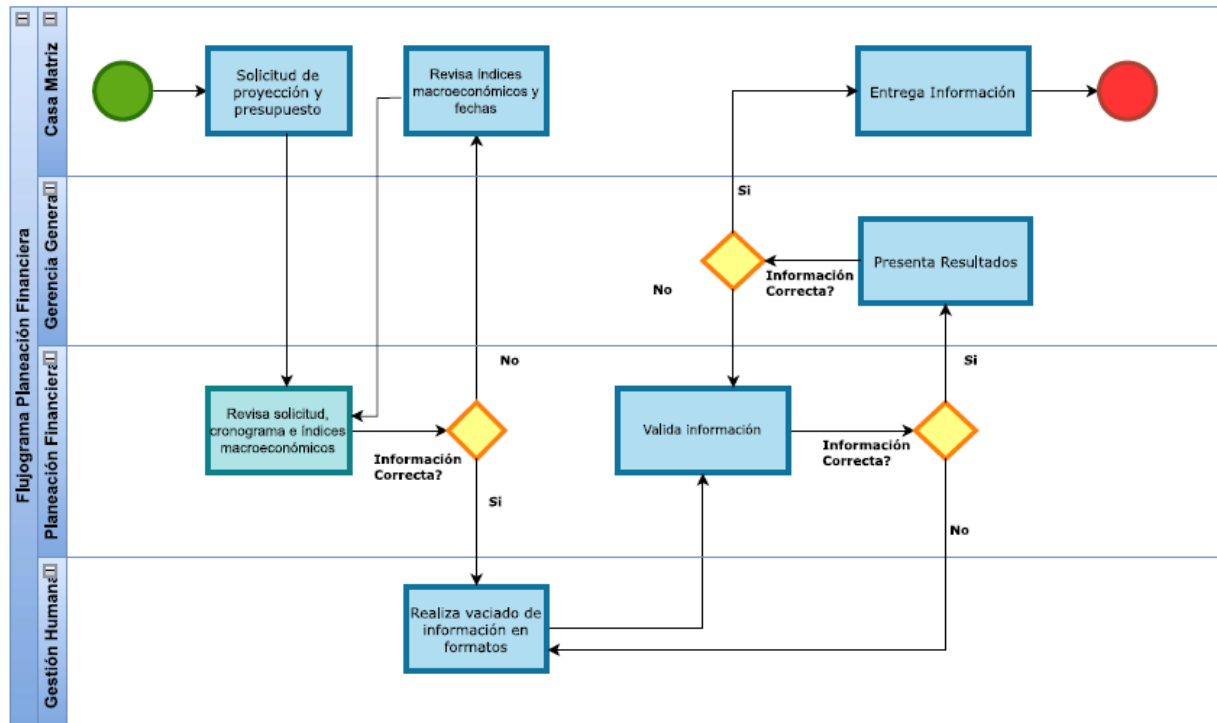 Flujograma Planeación Financiera
Casa Matriz
Solicitud de
proyección y
presupuesto
Revisa índices
macroeconómicos y
fechas
Entrega Información
Gerencia General
Si
No
Información
Correcta?
Presenta Resultados
Planeación Financiera
Revisa solicitud,
cronograma e índices
macroeconómicos
Información
Correcta?
No
Si
Valida información
Información
Correcta?
Si
No
Gestión Humana
Realiza vaciado de
información en
formatos